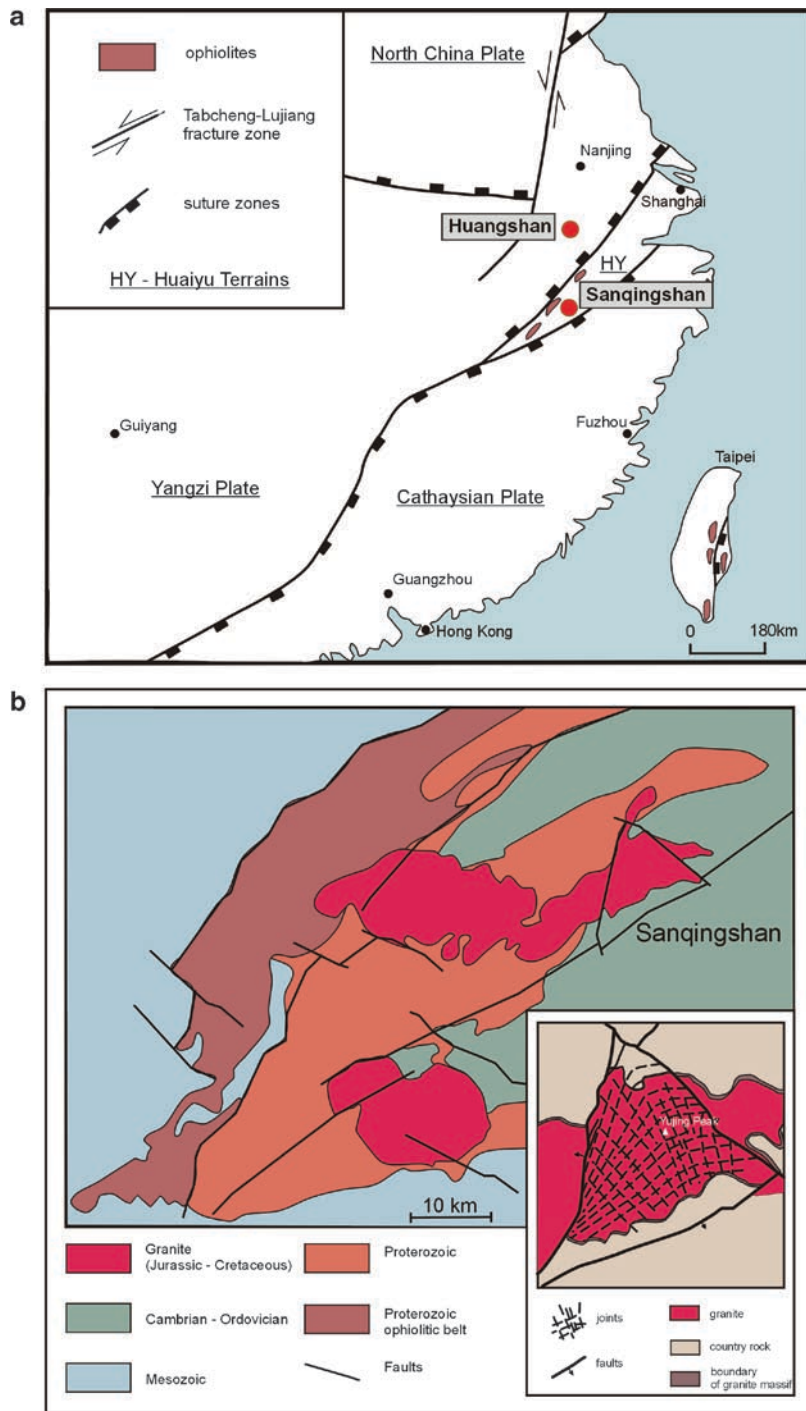 a
ophiolites
Tabcheng-Lujiang
fracture zone
suture zones
HY - Huaiyu Terrains
North China Plate
Nanjing
Shanghai
Huangshan
HY
Sanqingshan
Guiyang
Fuzhou
Yangzi Plate
Cathaysian Plate
Taipei
Guangzhou
Hong Kong
0 180km
b
Sanqingshan
Yujing Peak
10 km
Granite
(Jurassic - Cretaceous)
Proterozoic
Cambrian - Ordovician
Proterozoic
ophiolitic belt
Mesozoic
Faults
joints
granite
faults
country rock
boundary
of granite massif